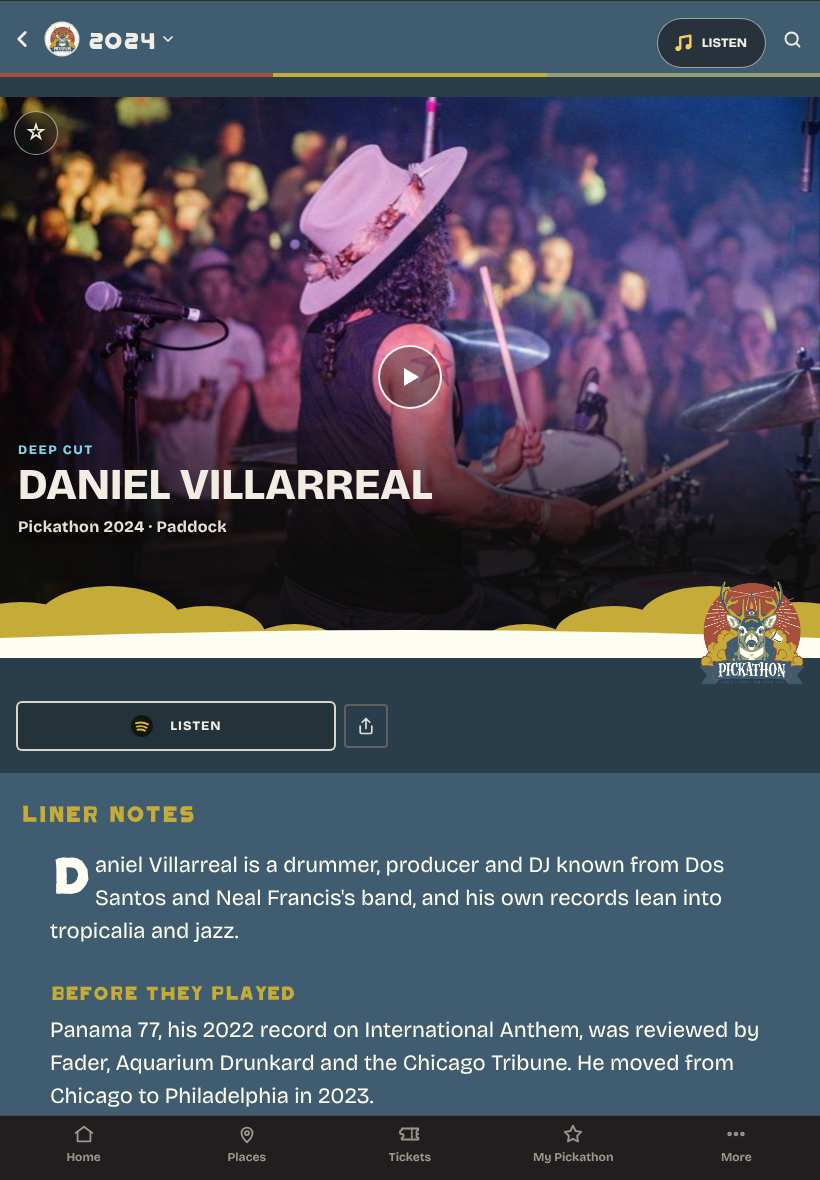 2024
LISTEN
DEEP CUT
DANIEL VILLARREAL
Pickathon 2024 · Paddock
PICKATHON
LISTEN
LINER NOTES
Daniel Villarreal is a drummer, producer and DJ known from Dos
Santos and Neal Francis's band, and his own records lean into
tropicalia and jazz.
BEFORE THEY PLAYED
Panama 77, his 2022 record on International Anthem, was reviewed by
Fader, Aquarium Drunkard and the Chicago Tribune. He moved from
Chicago to Philadelphia in 2023.
Home
Places
Tickets
My Pickathon
More